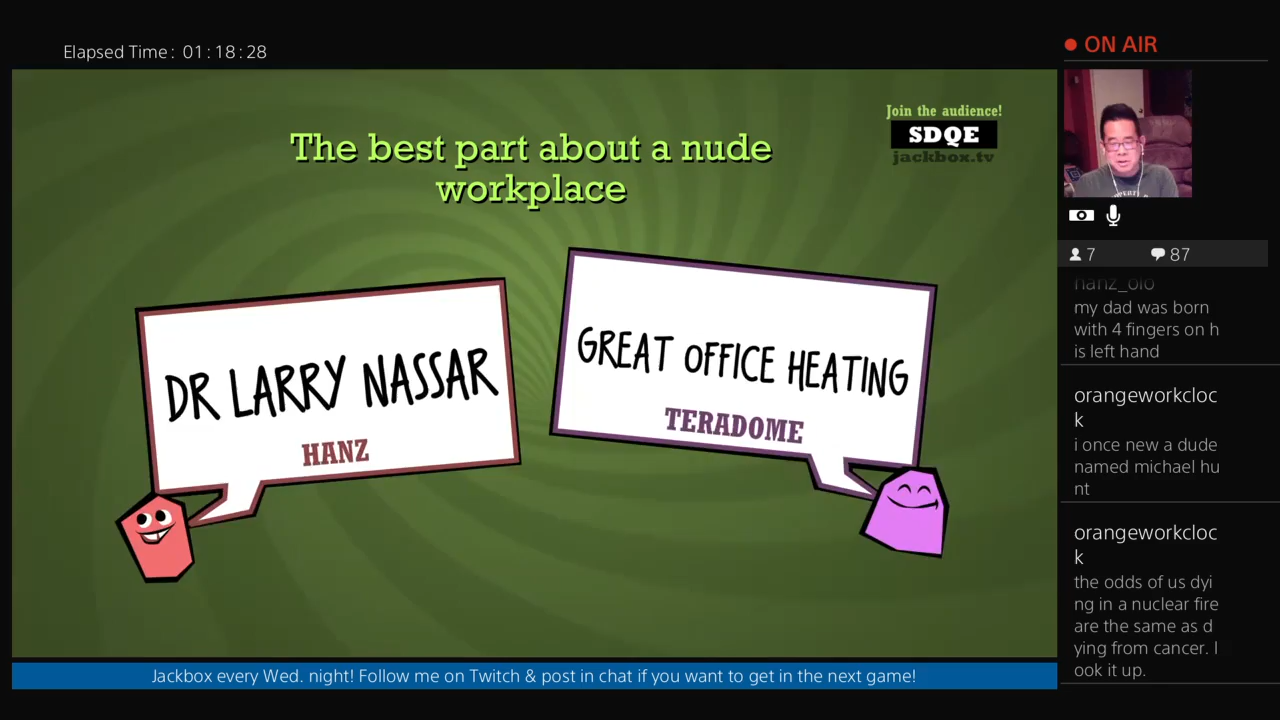 Elapsed Time: 01:18:28
ON AIR
Join the audience!
SDQE
jackbox.tv
The best part about a nude
workplace
DR LARRY NASSAR
HANZ
GREAT OFFICE HEATING
TERADOME
7
87
hanz_olo
my dad was born
with 4 fingers on h
is left hand
orangeworkcloc
k
i once new a dude
named michael hu
nt
orangeworkcloc
k
the odds of us dyi
ng in a nuclear fire
are the same as d
ying from cancer. l
ook it up.
Jackbox every Wed. night! Follow me on Twitch & post in chat if you want to get in the next game!